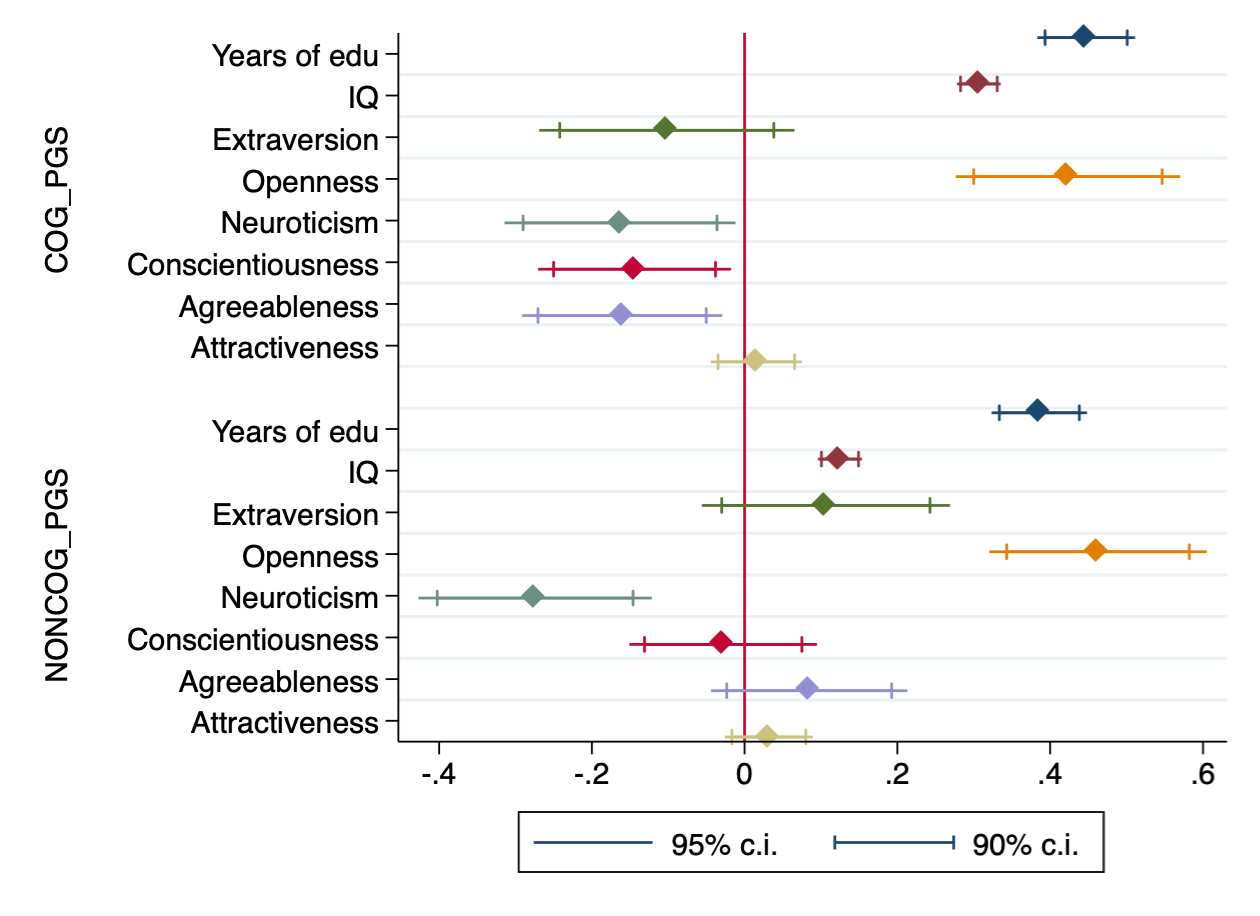 COG_PGS
Years of edu
IQ
Extraversion
Openness
Neuroticism
Conscientiousness
Agreeableness
Attractiveness
NONCOG_PGS
Years of edu
IQ
Extraversion
Openness
Neuroticism
Conscientiousness
Agreeableness
Attractiveness
-.4 -.2 0 .2 .4 .6
95% c.i. 90% c.i.